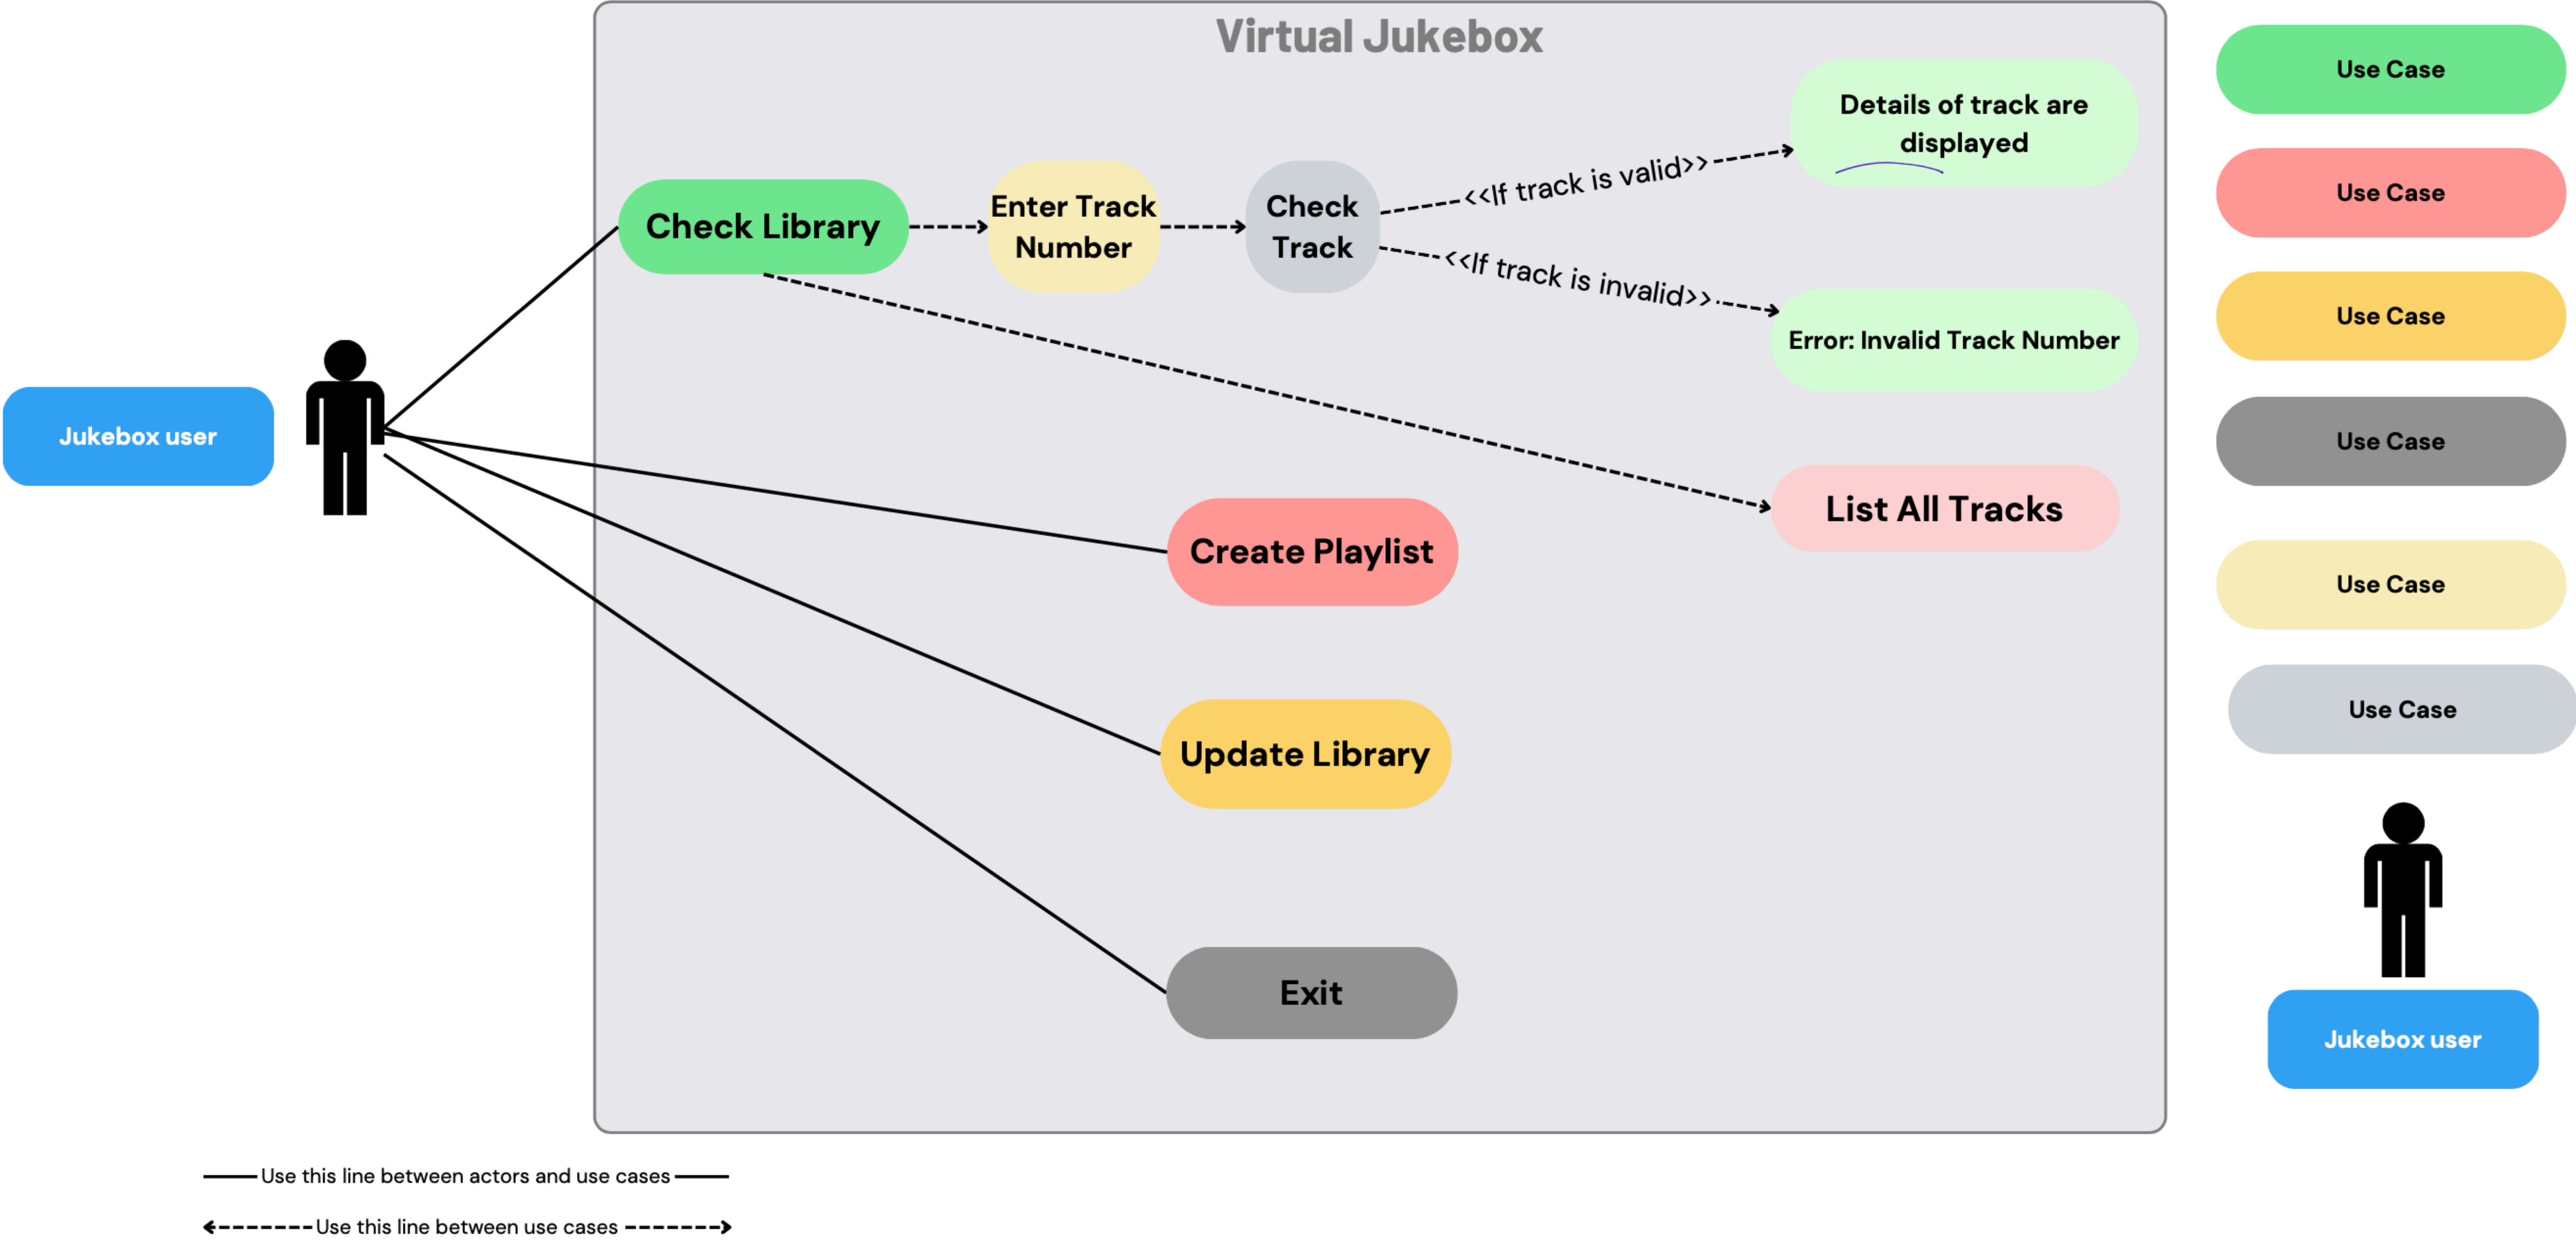 Virtual Jukebox
Details of track are
displayed
<<If track is valid>>
Check Library
Enter Track
Number
Check
Track
<<If track is invalid>>
Error: Invalid Track Number
Jukebox user
List All Tracks
Create Playlist
Update Library
Exit
Use Case
Use Case
Use Case
Use Case
Use Case
Use Case
Jukebox user
Use this line between actors and use cases
Use this line between use cases